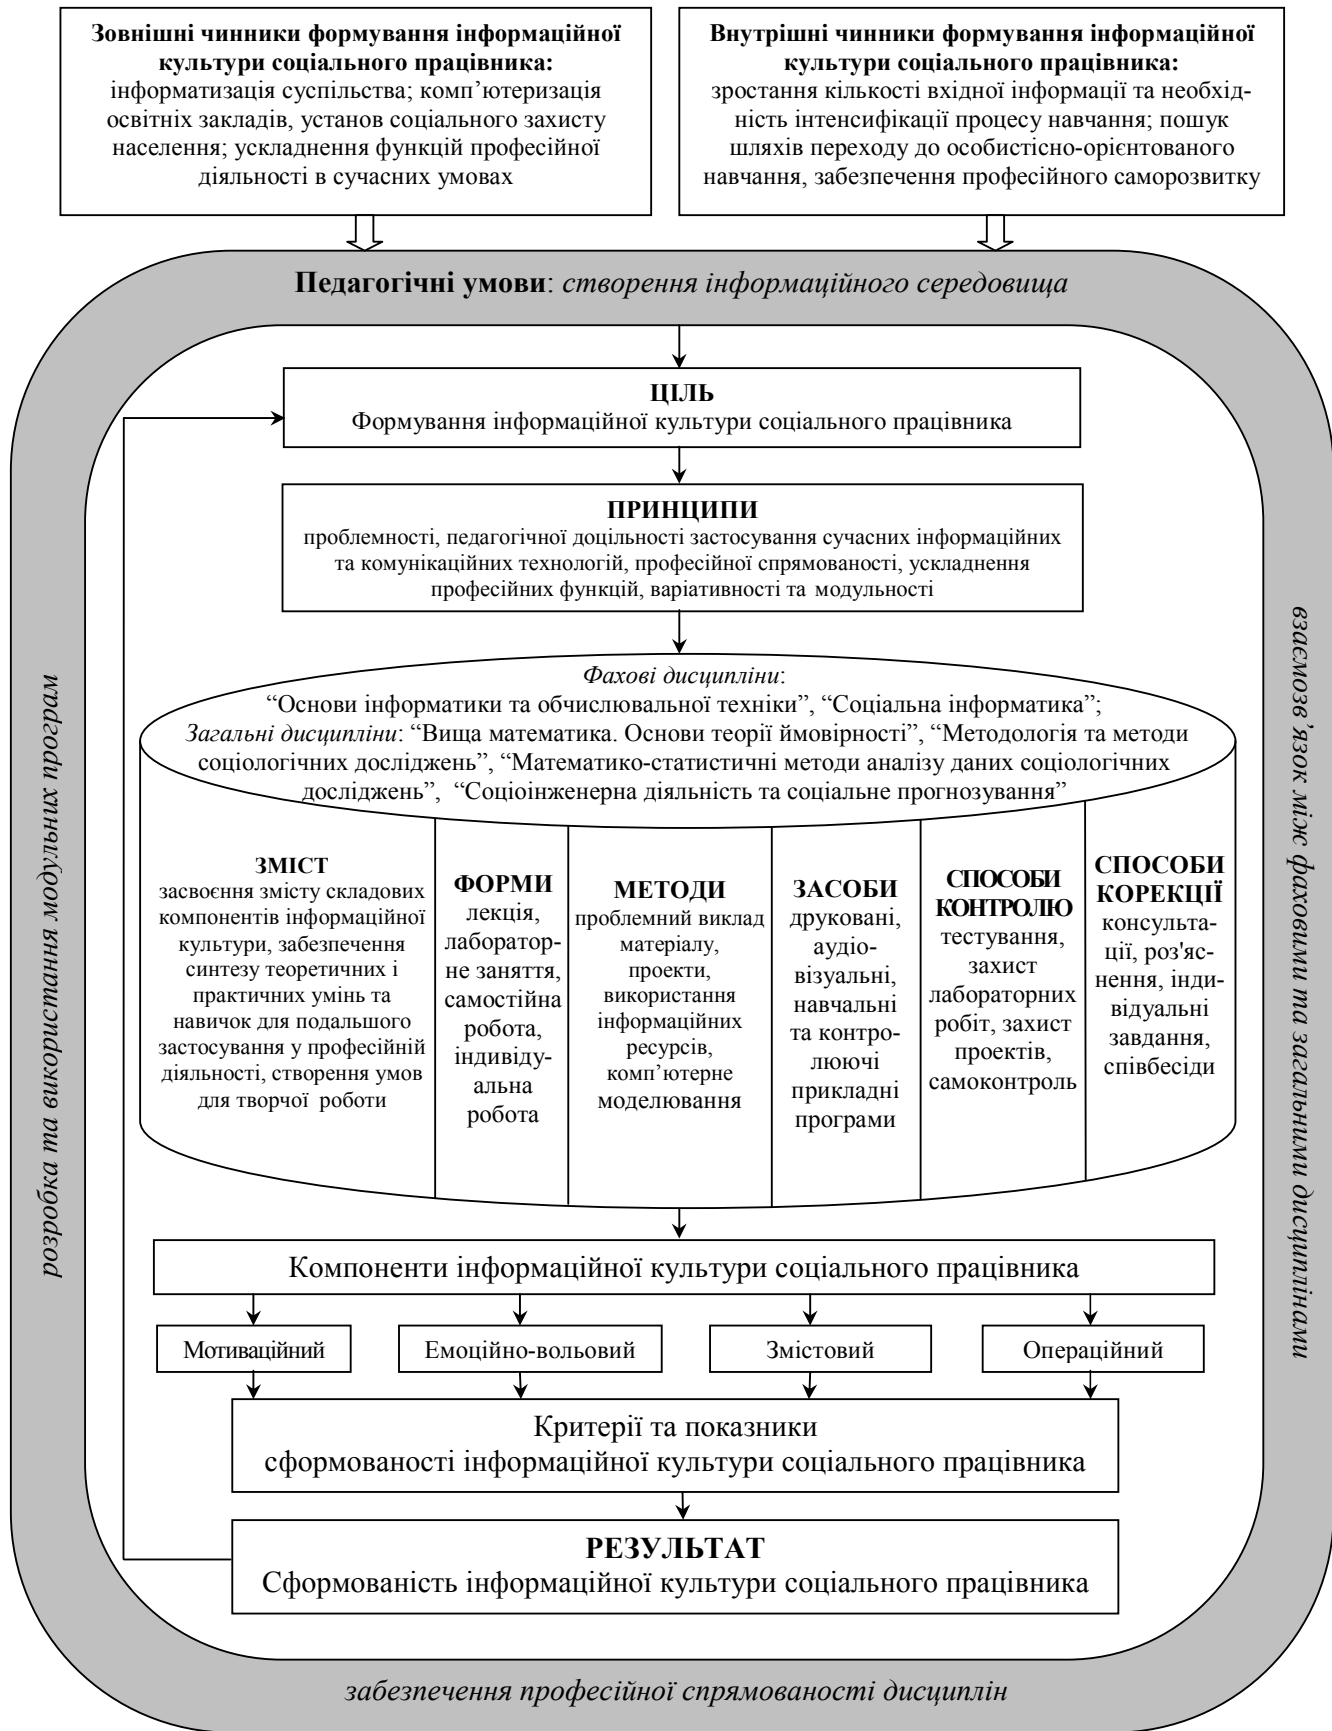 Зовнішні чинники формування інформаційної
культури соціального працівника:
інформатизація суспільства; комп’ютеризація
освітніх закладів, установ соціального захисту
населення; ускладнення функцій професійної
діяльності в сучасних умовах
Внутрішні чинники формування інформаційної
культури соціального працівника:
зростання кількості вхідної інформації та необхід-
ність інтенсифікації процесу навчання; пошук
шляхів переходу до особистісно-орієнтованого
навчання, забезпечення професійного саморозвитку
Педагогічні умови: створення інформаційного середовища
ЦІЛЬ
Формування інформаційної культури соціального працівника
ПРИНЦИПИ
проблемності, педагогічної доцільності застосування сучасних інформаційних
та комунікаційних технологій, професійної спрямованості, ускладнення
професійних функцій, варіативності та модульності
розробка та використання модульних програм
взаємозв’язок між фаховими та загальними дисциплінами
Фахові дисципліни:
“Основи інформатики та обчислювальної техніки”, “Соціальна інформатика”;
Загальні дисципліни: “Вища математика. Основи теорії ймовірності”, “Методологія та методи
соціологічних досліджень”, “Математико-статистичні методи аналізу даних соціологічних
досліджень”, “Соціоінженерна діяльність та соціальне прогнозування”
ЗМІСТ
засвоєння змісту складових
компонентів інформаційної
культури, забезпечення
синтезу теоретичних і
практичних умінь та
навичок для подальшого
застосування у професійній
діяльності, створення умов
для творчої роботи
ФОРМИ
лекція,
лаборатор-
не заняття,
самостійна
робота,
індивіду-
альна
робота
МЕТОДИ
проблемний виклад
матеріалу,
проекти,
використання
інформаційних
ресурсів,
комп’ютерне
моделювання
ЗАСОБИ
друковані,
аудіо-
візуальні,
навчальні
та контро-
люючі
прикладні
програми
СПОСОБИ
КОНТРОЛЮ
тестування,
захист
лабораторних
робіт, захист
проектів,
самоконтроль
СПОСОБИ
КОРЕКЦІЇ
консульта-
ції, роз'яс-
нення, інди-
відуальні
завдання,
співбесіди
Компоненти інформаційної культури соціального працівника
Мотиваційний
Емоційно-вольовий
Змістовий
Операційний
Критерії та показники
сформованості інформаційної культури соціального працівника
РЕЗУЛЬТАТ
Сформованість інформаційної культури соціального працівника
забезпечення професійної спрямованості дисциплін